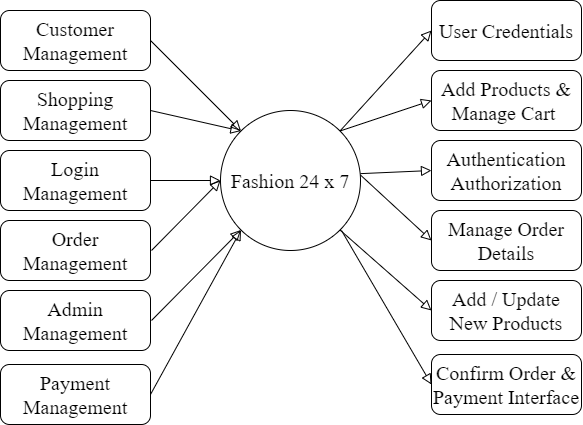 Customer
Management
Shopping
Management
Login
Management
Order
Management
Admin
Management
Payment
Management
Fashion 24 x 7
User Credentials
Add Products &
Manage Cart
Authentication
Authorization
Manage Order
Details
Add / Update
New Products
Confirm Order &
Payment Interface